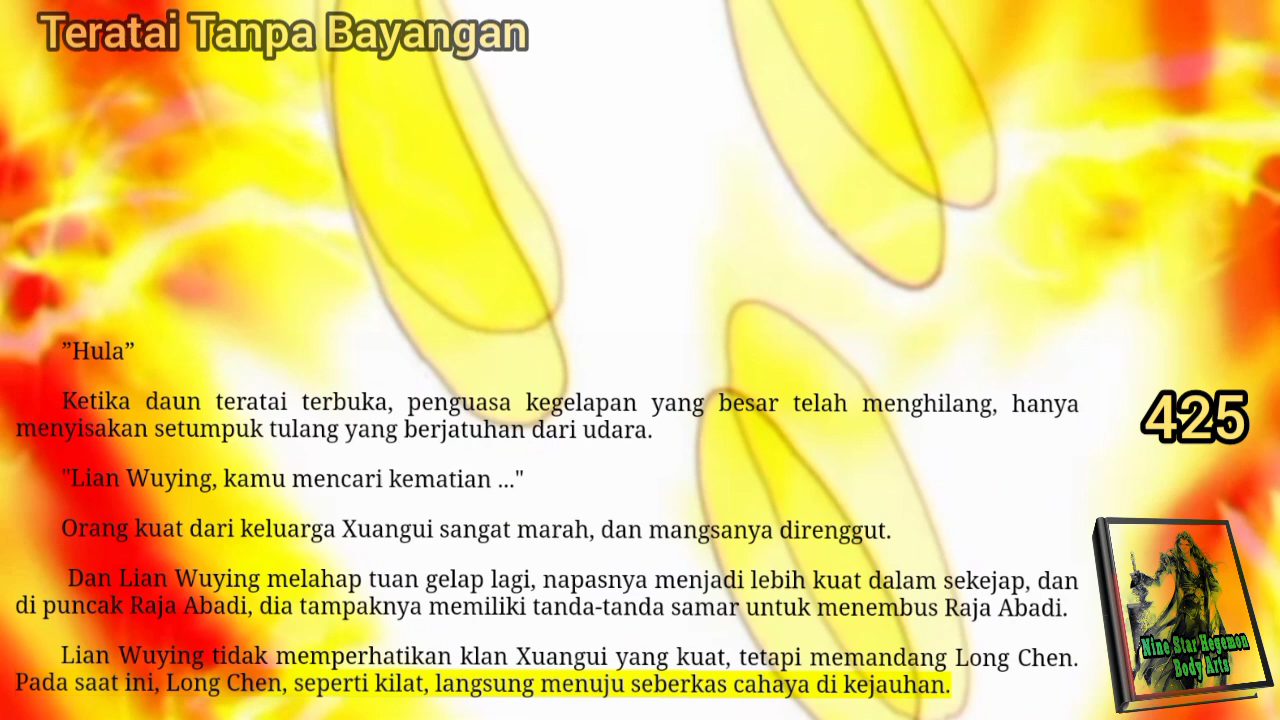 Teratai Tanpa Bayangan
”Hula”
Ketika daun teratai terbuka, penguasa kegelapan yang besar telah menghilang, hanya
menyisakan setumpuk tulang yang berjatuhan dari udara.
"Lian Wuying, kamu mencari kematian ..."
Orang kuat dari keluarga Xuangui sangat marah, dan mangsanya direnggut.
Dan Lian Wuying melahap tuan gelap lagi, napasnya menjadi lebih kuat dalam sekejap, dan
di puncak Raja Abadi, dia tampaknya memiliki tanda-tanda samar untuk menembus Raja Abadi.
Lian Wuying tidak memperhatikan klan Xuangui yang kuat, tetapi memandang Long Chen.
Pada saat ini, Long Chen, seperti kilat, langsung menuju seberkas cahaya di kejauhan.
425
Nine Star Hegemon
Body Arts